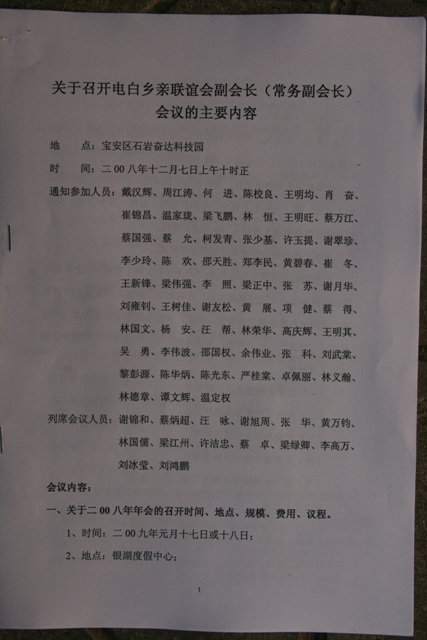 关于召开电白乡亲联谊会副会长（常务副会长）
会议的主要内容
地　　点：宝安区石岩奋达科技园
时　　间：二00八年十二月七日上午十时正
通知参加人员：戴汉辉、周江涛、何　进、陈校良、王明均、肖　奋、
崔锦昌、温家珑、梁飞鹏、林　恒、王明旺、蔡万江、
蔡国强、蔡　允、柯发青、张少基、许玉提、谢翠珍、
李少玲、陈　欢、邵天胜、郑李民、黄碧春、崔　冬、
王新锋、梁伟强、李　照、梁正中、张　苏、谢月华、
刘雍钊、王树佳、谢友松、黄　展、项　健、蔡　得、
林国文、杨　安、汪　帮、林荣华、高庆辉、王明其、
吴　勇、李伟波、邵国权、余伟业、张　科、刘武棠、
黎彭源、陈华炳、陈光东、严桂棠、卓佩丽、林义瀚、
林德章、谭文辉、温定权
列席会议人员：谢锦和、蔡炳超、汪　咏、谢旭周、张　华、黄万钧、
林国儒、梁江州、许洁忠、蔡　卓、梁绿卿、李高万、
刘冰莹、刘鸿鹏
会议内容：
一、关于二00八年年会的召开时间、地点、规模、费用、议程。
1、时间：二00九年元月十七日或十八日；
2、地点：银湖度假中心；
1